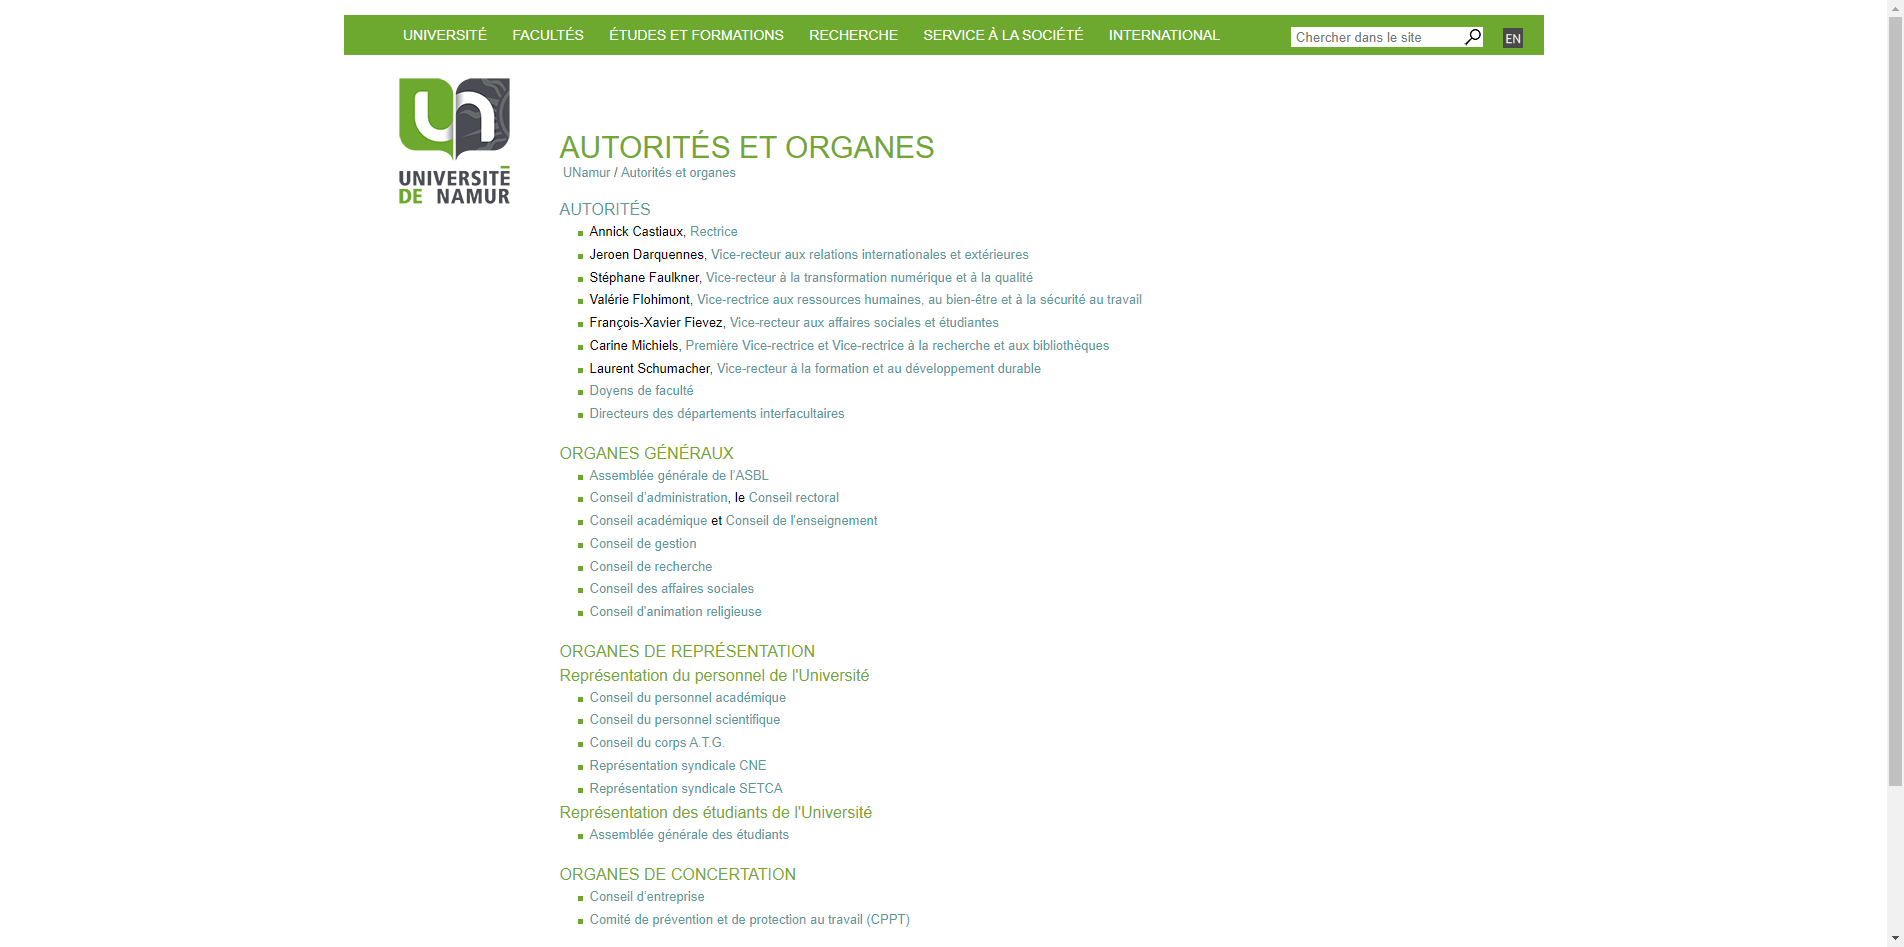 UNIVERSITÉ FACULTÉS ÉTUDES ET FORMATIONS RECHERCHE SERVICE À LA SOCIÉTÉ INTERNATIONAL Chercher dans le site EN
un
UNIVERSITÉ
DE NAMUR
AUTORITÉS ET ORGANES
UNamur / Autorités et organes
AUTORITÉS
Annick Castiaux, Rectrice
Jeroen Darquennes, Vice-recteur aux relations internationales et extérieures
Stéphane Faulkner, Vice-recteur à la transformation numérique et à la qualité
Valérie Flohimont, Vice-rectrice aux ressources humaines, au bien-être et à la sécurité au travail
François-Xavier Fievez, Vice-recteur aux affaires sociales et étudiantes
Carine Michiels, Première Vice-rectrice et Vice-rectrice à la recherche et aux bibliothèques
Laurent Schumacher, Vice-recteur à la formation et au développement durable
Doyens de faculté
Directeurs des départements interfacultaires
ORGANES GÉNÉRAUX
Assemblée générale de l'ASBL
Conseil d'administration, le Conseil rectoral
Conseil académique et Conseil de l'enseignement
Conseil de gestion
Conseil de recherche
Conseil des affaires sociales
Conseil d'animation religieuse
ORGANES DE REPRÉSENTATION
Représentation du personnel de l'Université
Conseil du personnel académique
Conseil du personnel scientifique
Conseil du corps A.T.G.
Représentation syndicale CNE
Représentation syndicale SETCA
Représentation des étudiants de l'Université
Assemblée générale des étudiants
ORGANES DE CONCERTATION
Conseil d'entreprise
Comité de prévention et de protection au travail (CPPT)